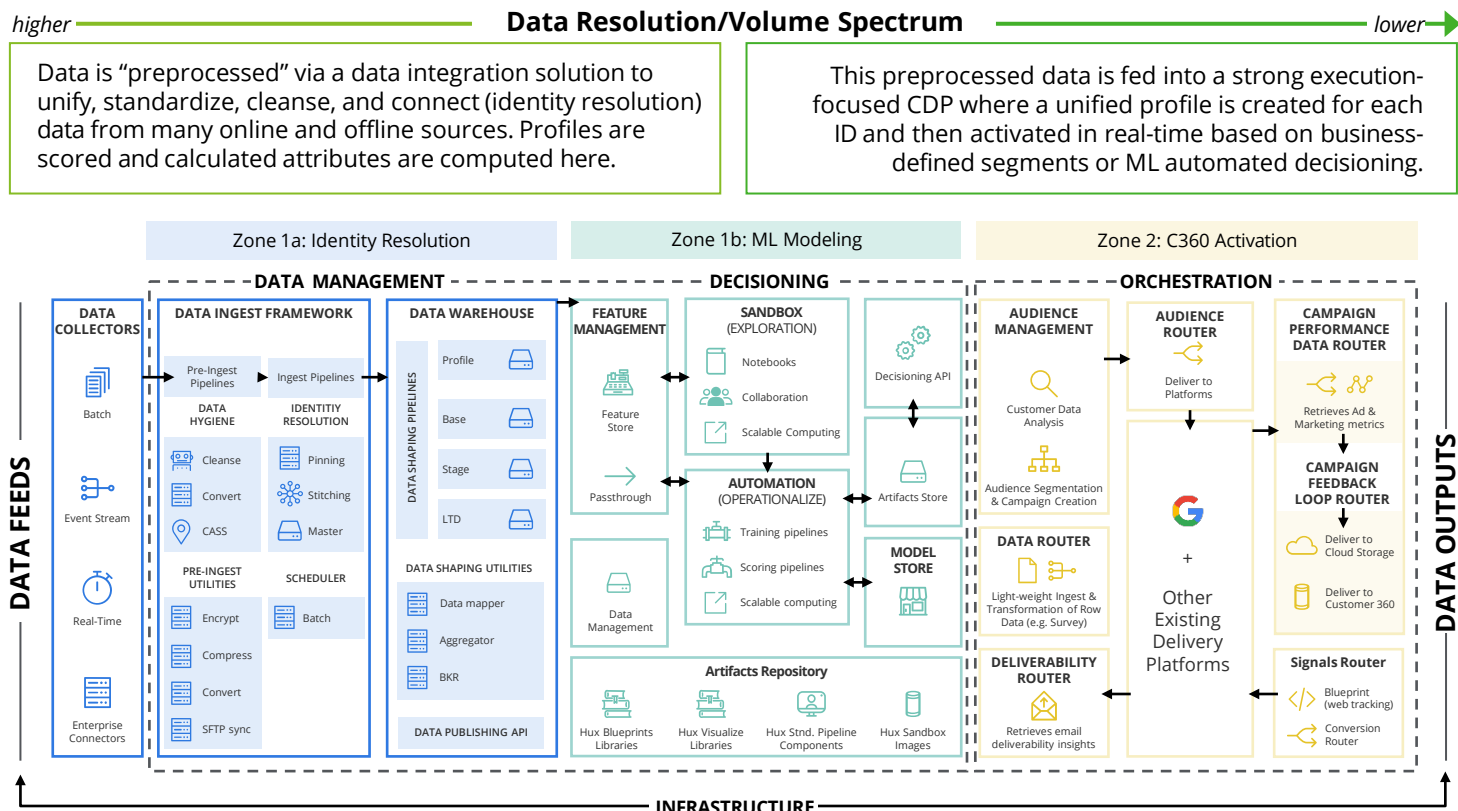 higher
Data Resolution/Volume Spectrum
lower
Data is “preprocessed” via a data integration solution to
unify, standardize, cleanse, and connect (identity resolution)
data from many online and offline sources. Profiles are
scored and calculated attributes are computed here.
This preprocessed data is fed into a strong execution-
focused CDP where a unified profile is created for each
ID and then activated in real-time based on business-
defined segments or ML automated decisioning.
Zone 1a: Identity Resolution
Zone 1b: ML Modeling
Zone 2: C360 Activation
DATA MANAGEMENT
DECISIONING
ORCHESTRATION
DATA FEEDS
DATA
COLLECTORS
Batch
Event Stream
Real-Time
Enterprise
Connectors
DATA INGEST FRAMEWORK
Pre-Ingest
Pipelines
Ingest Pipelines
DATA
HYGIENE
Cleanse
Convert
CASS
IDENTITIY
RESOLUTION
Pinning
Stitching
Master
PRE-INGEST
UTILITIES
Encrypt
Compress
Convert
SFTP sync
SCHEDULER
Batch
DATA WAREHOUSE
DATA SHAPING PIPELINES
Profile
Base
Stage
LTD
DATA SHAPING UTILITIES
Data mapper
Aggregator
BKR
DATA PUBLISHING API
FEATURE
MANAGEMENT
Feature
Store
Passthrough
Data
Management
SANDBOX
(EXPLORATION)
Notebooks
Collaboration
Scalable Computing
AUTOMATION
(OPERATIONALIZE)
Training pipelines
Scoring pipelines
Scalable computing
Decisioning API
Artifacts Store
MODEL
STORE
Artifacts Repository
Hux Blueprints
Libraries
Hux Visualize
Libraries
Hux Stnd. Pipeline
Components
Hux Sandbox
Images
AUDIENCE
MANAGEMENT
Customer Data
Analysis
Audience Segmentation
& Campaign Creation
DATA ROUTER
Light-weight Ingest &
Transformation of Row
Data (e.g. Survey)
DELIVERABILITY
ROUTER
Retrieves email
deliverability insights
AUDIENCE
ROUTER
Deliver to
Platforms
G
+
Other
Existing
Delivery
Platforms
CAMPAIGN
PERFORMANCE
DATA ROUTER
Retrieves Ad &
Marketing metrics
CAMPAIGN
FEEDBACK
LOOP ROUTER
Deliver to
Cloud Storage
Deliver to
Customer 360
Signals Router
Blueprint
(web tracking)
Conversion
Router
DATA OUTPUTS
INFRASTRUCTURE